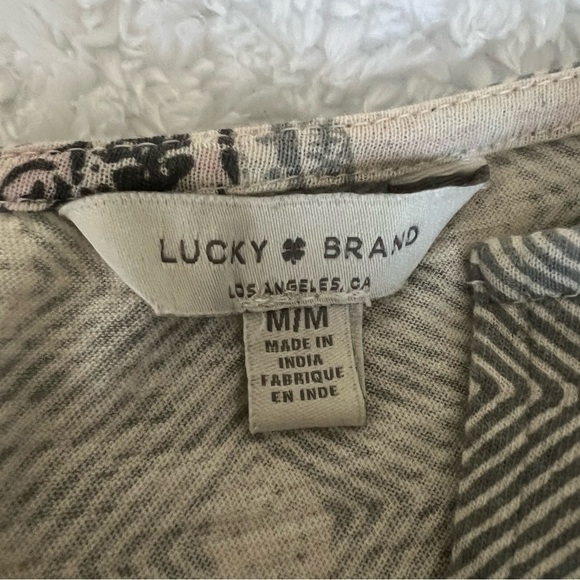 LUCKY BRAND
LOS ANGELES, CA
M/M
MADE IN
INDIA
FABRIQUE
EN INDE